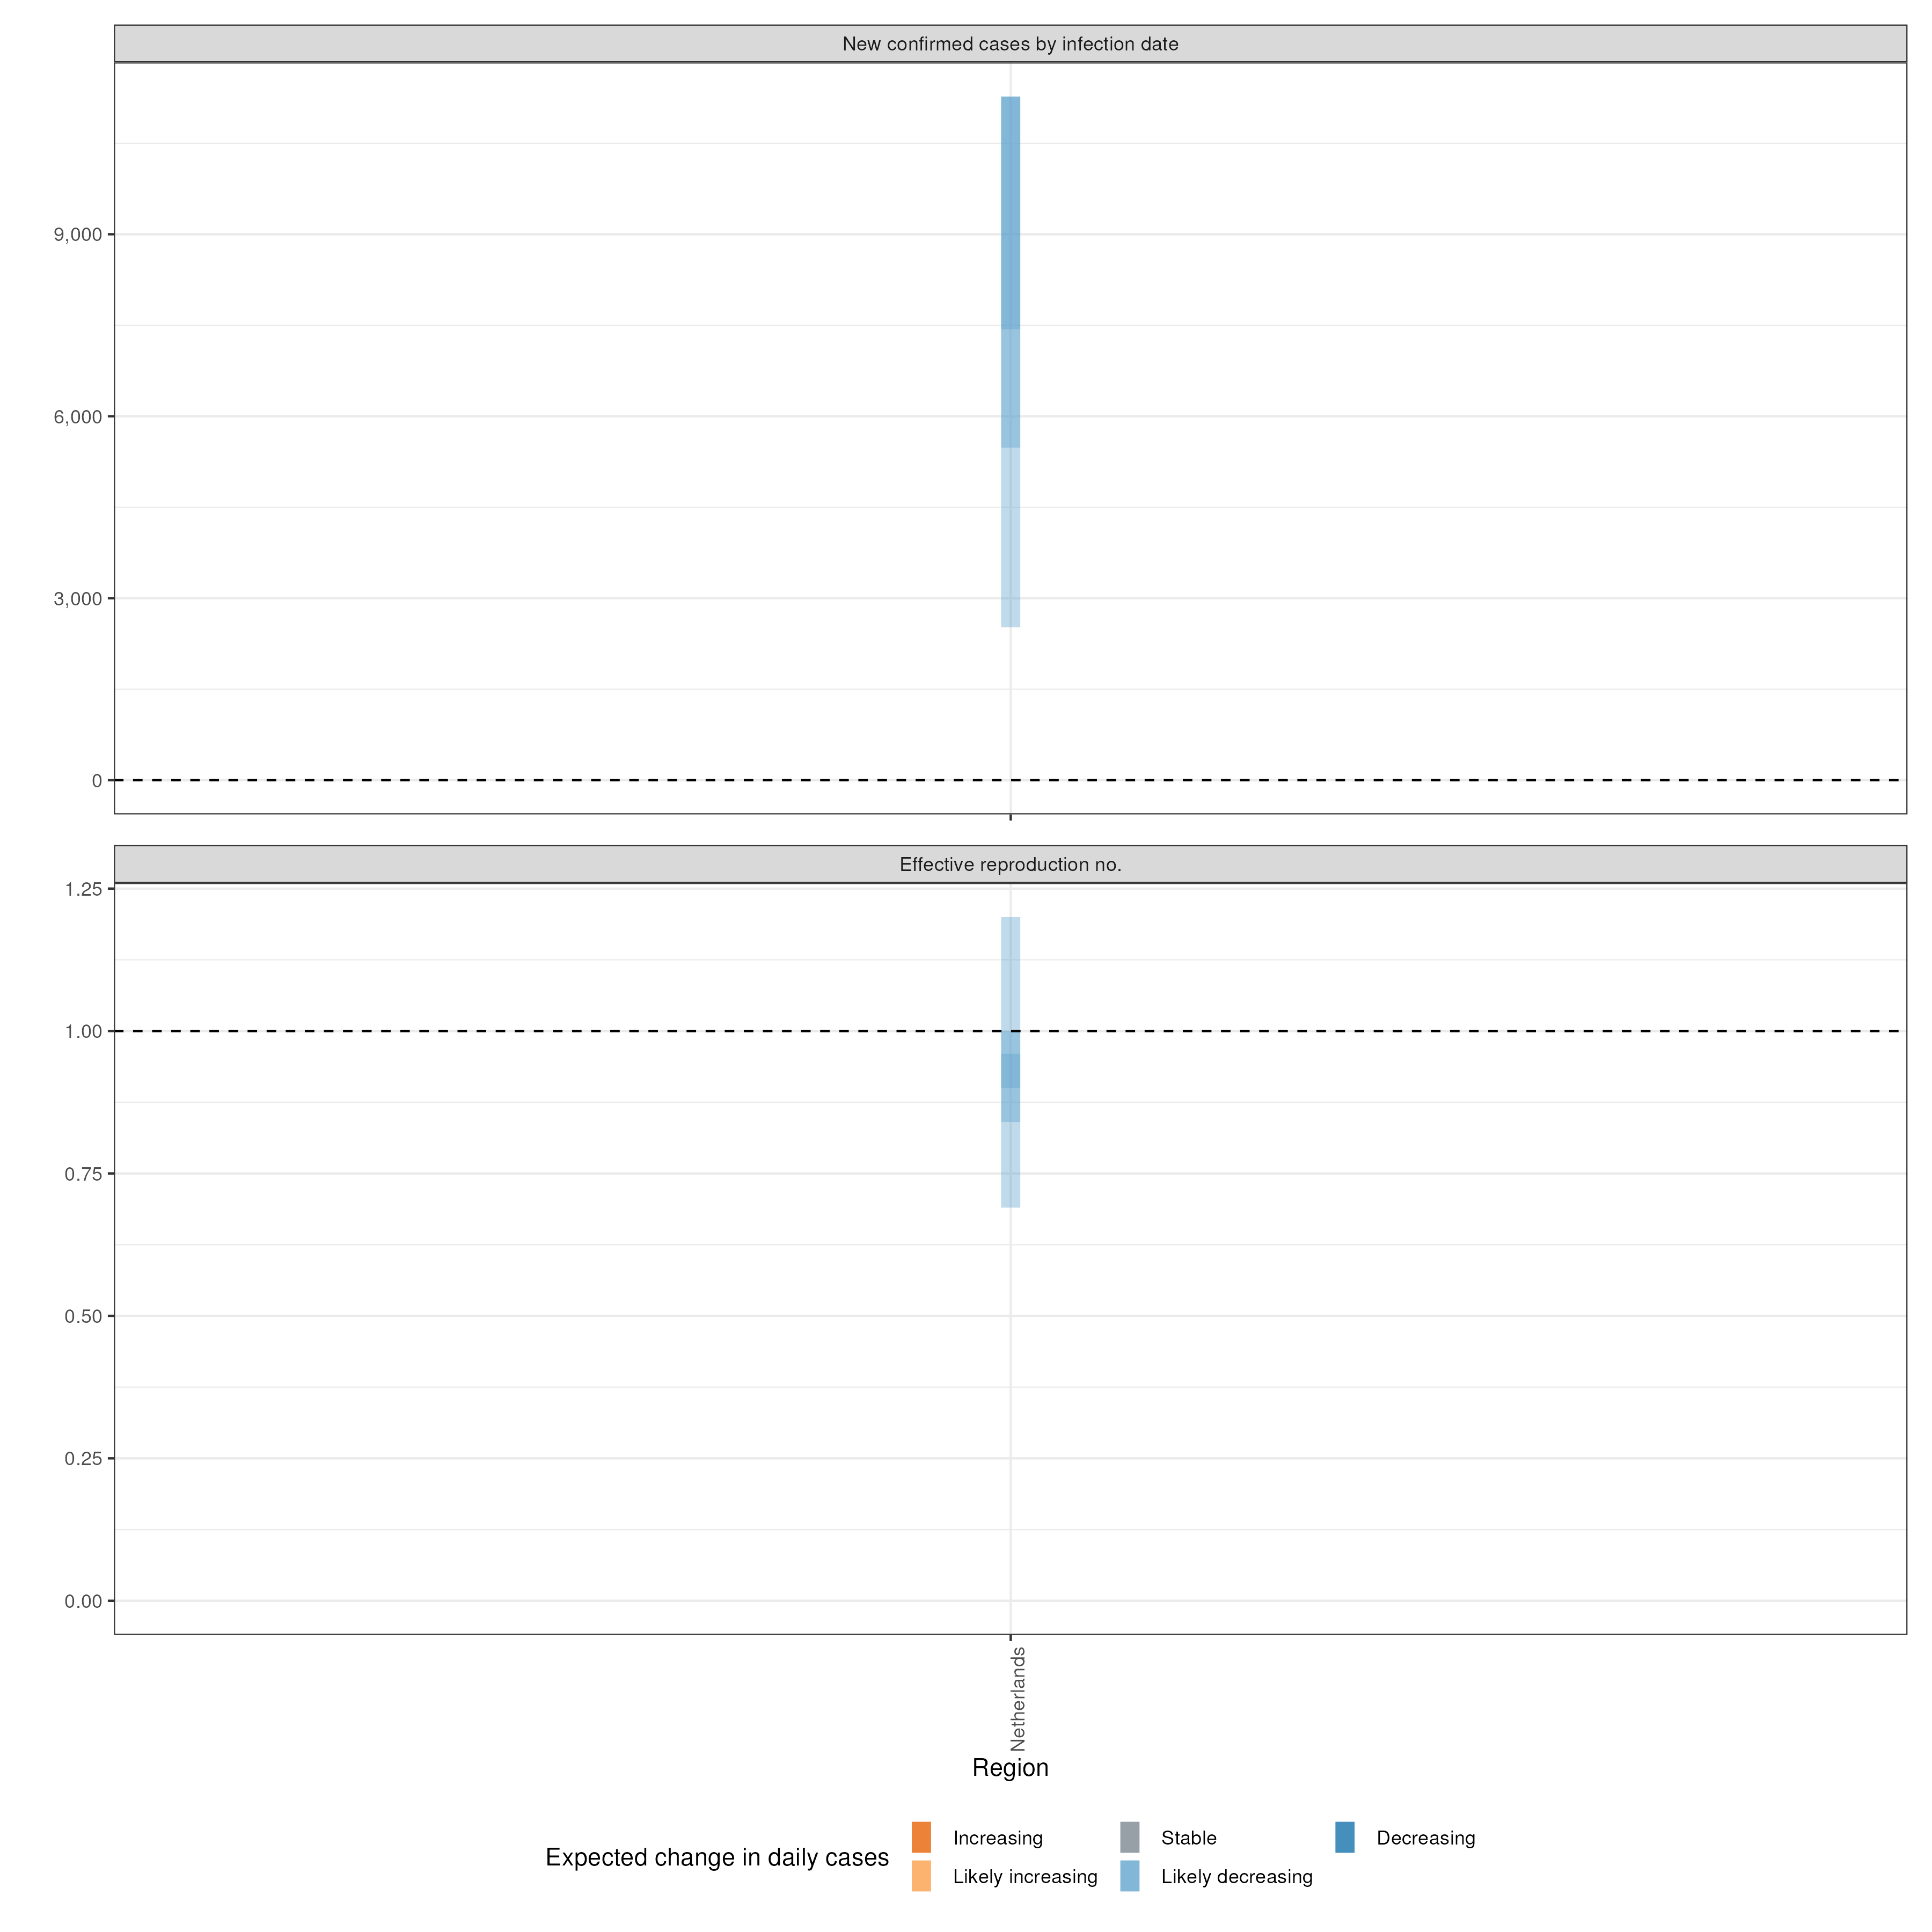 New confirmed cases by infection date
9,000
6,000
3,000
0
Effective reproduction no.
1.25
1.00
0.75
0.50
0.25
0.00
Netherlands
Region
Expected change in daily cases
Increasing
Stable
Decreasing
Likely increasing
Likely decreasing